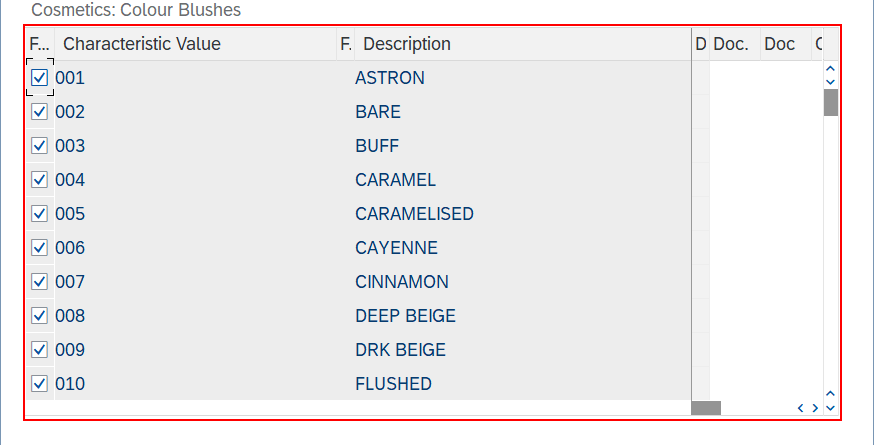 Cosmetics: Colour Blushes
F... Characteristic Value F. Description D Doc. Doc
001 ASTRON
002 BARE
003 BUFF
004 CARAMEL
005 CARAMELISED
006 CAYENNE
007 CINNAMON
008 DEEP BEIGE
009 DRK BEIGE
010 FLUSHED